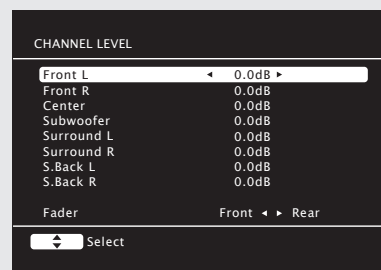 CHANNEL LEVEL
Front L ◄ 0.0dB ►
Front R 0.0dB
Center 0.0dB
Subwoofer 0.0dB
Surround L 0.0dB
Surround R 0.0dB
S.Back L 0.0dB
S.Back R 0.0dB
Fader Front ◄ ► Rear
Select